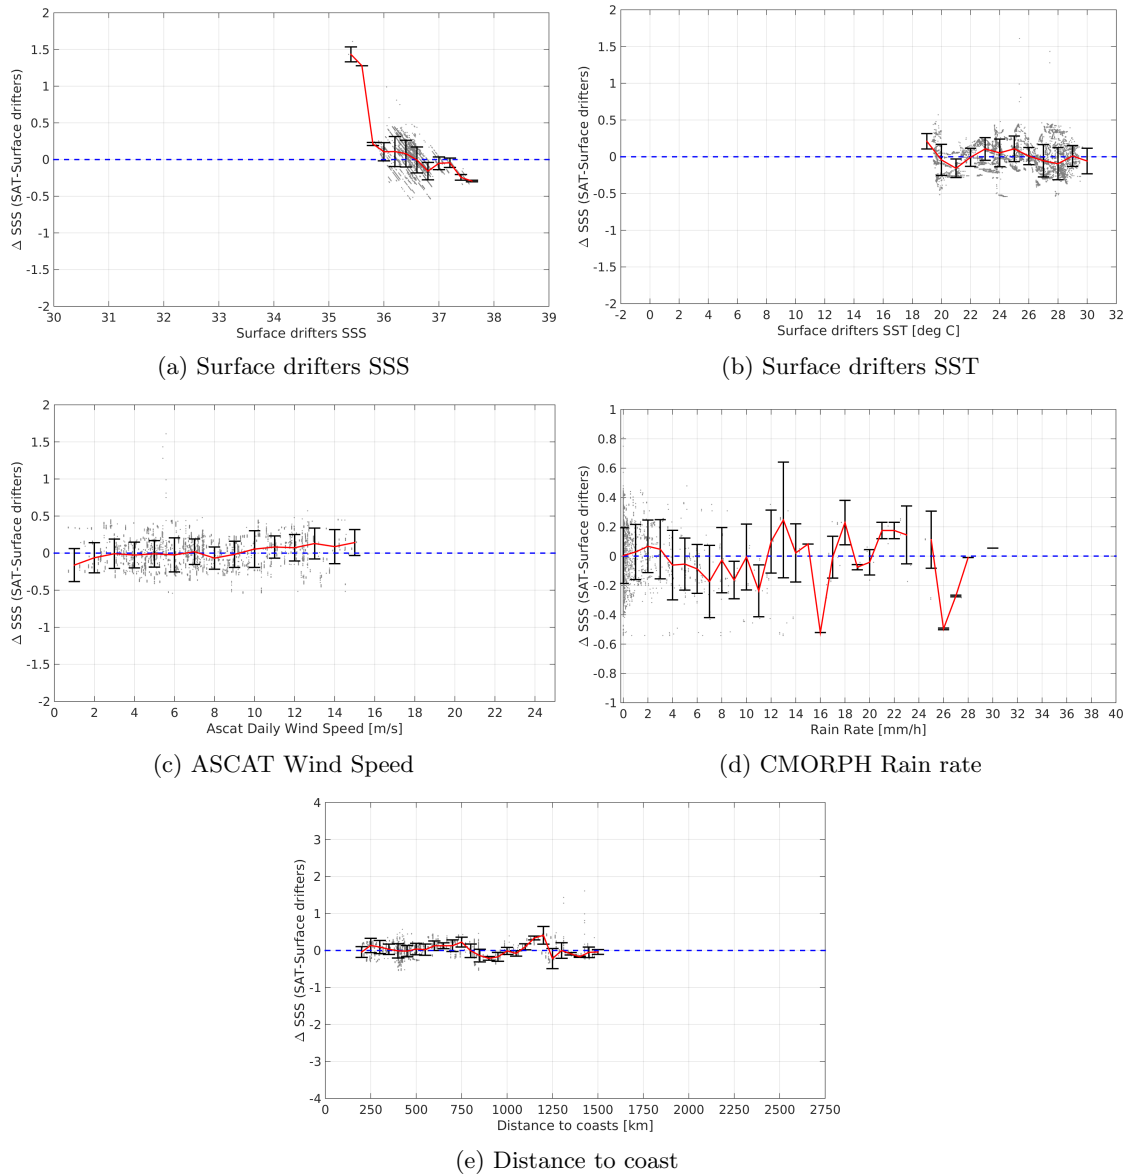 2
1.5
1
0.5
0
-0.5
-1
-1.5
-2
Δ SSS (SAT-Surface drifters)
30 31 32 33 34 35 36 37 38 39
Surface drifters SSS
(a) Surface drifters SSS
2
1.5
1
0.5
0
-0.5
-1
-1.5
-2
Δ SSS (SAT-Surface drifters)
-2 0 2 4 6 8 10 12 14 16 18 20 22 24 26 28 30 32
Surface drifters SST [deg C]
(b) Surface drifters SST
2
1.5
1
0.5
0
-0.5
-1
-1.5
-2
Δ SSS (SAT-Surface drifters)
0 2 4 6 8 10 12 14 16 18 20 22 24
Ascat Daily Wind Speed [m/s]
(c) ASCAT Wind Speed
1
0.8
0.6
0.4
0.2
0
-0.2
-0.4
-0.6
-0.8
-1
Δ SSS (SAT-Surface drifters)
0 2 4 6 8 10 12 14 16 18 20 22 24 26 28 30 32 34 36 38 40
Rain Rate [mm/h]
(d) CMORPH Rain rate
4
3
2
1
0
-1
-2
-3
-4
Δ SSS (SAT-Surface drifters)
0 250 500 750 1000 1250 1500 1750 2000 2250 2500 2750
Distance to coasts [km]
(e) Distance to coast